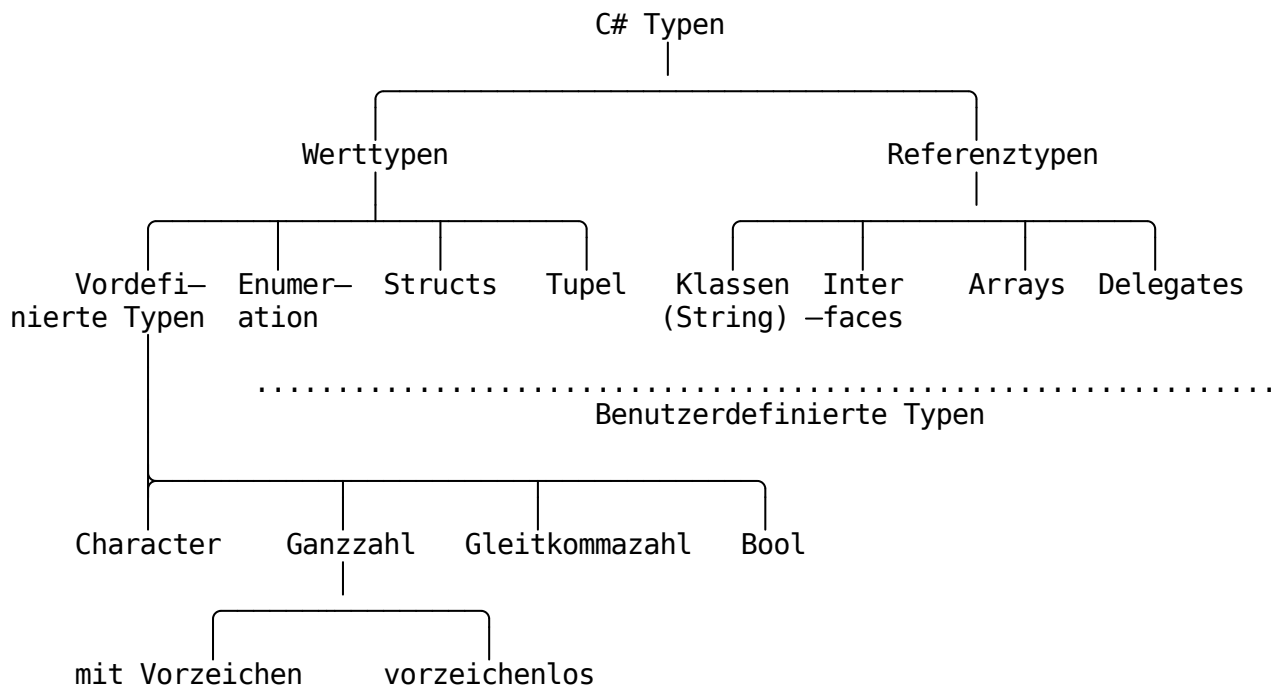 C# Typen
Werttypen Referenztypen
Vordefi– Enumer– Structs Tupel Klassen Inter Arrays Delegates
nierte Typen ation (String) –faces
. . . . . . . . . . . . . . . . . . . . . . . . . . . . . . . . . . . . . . . . . . . . . . . . . . . . . . . . . . . . . . .
Benutzerdefinierte Typen
Character Ganzzahl Gleitkommazahl Bool
mit Vorzeichen vorzeichenlos